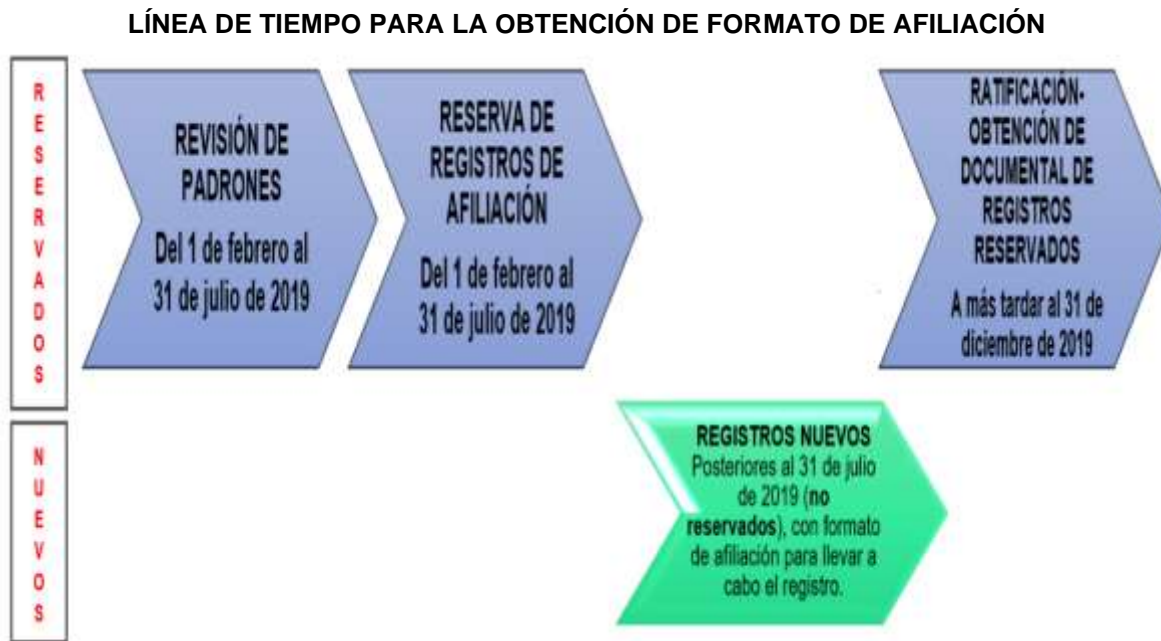 LÍNEA DE TIEMPO PARA LA OBTENCIÓN DE FORMATO DE AFILIACIÓN
RESERVADOS
REVISIÓN DE
PADRONES
Del 1 de febrero al
31 de julio de 2019
RESERVA DE
REGISTROS DE
AFILIACIÓN
Del 1 de febrero al
31 de julio de 2019
RATIFICACIÓN-
OBTENCIÓN DE
DOCUMENTAL DE
REGISTROS
RESERVADOS
A más tardar al 31 de
diciembre de 2019
NUEVOS
REGISTROS NUEVOS
Posteriores al 31 de julio
de 2019 (no
reservados), con formato
de afiliación para llevar a
cabo el registro.